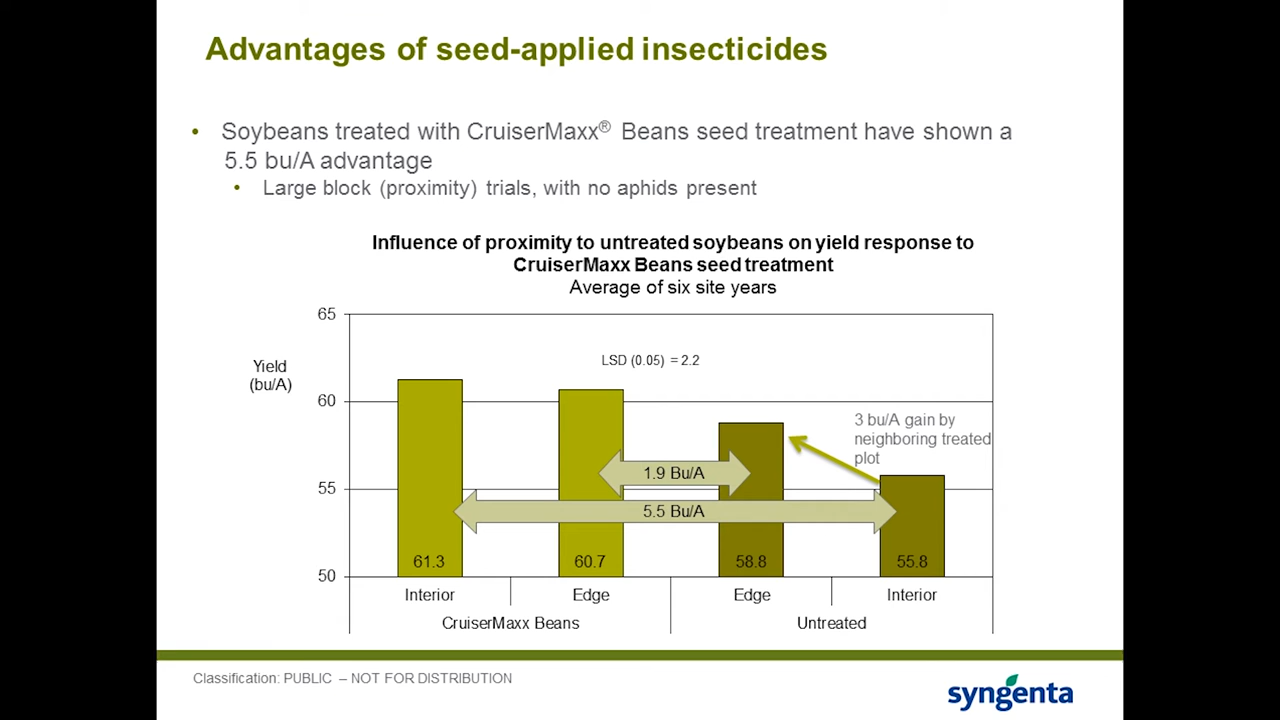 Advantages of seed-applied insecticides
• Soybeans treated with CruiserMaxx® Beans seed treatment have shown a
5.5 bu/A advantage
• Large block (proximity) trials, with no aphids present
Influence of proximity to untreated soybeans on yield response to
CruiserMaxx Beans seed treatment
Average of six site years
65
Yield
(bu/A)
60
55
50
LSD (0.05) = 2.2
3 bu/A gain by
neighboring treated
plot
1.9 Bu/A
5.5 Bu/A
61.3
60.7
58.8
55.8
Interior
Edge
Edge
Interior
CruiserMaxx Beans
Untreated
Classification: PUBLIC – NOT FOR DISTRIBUTION
syngenta